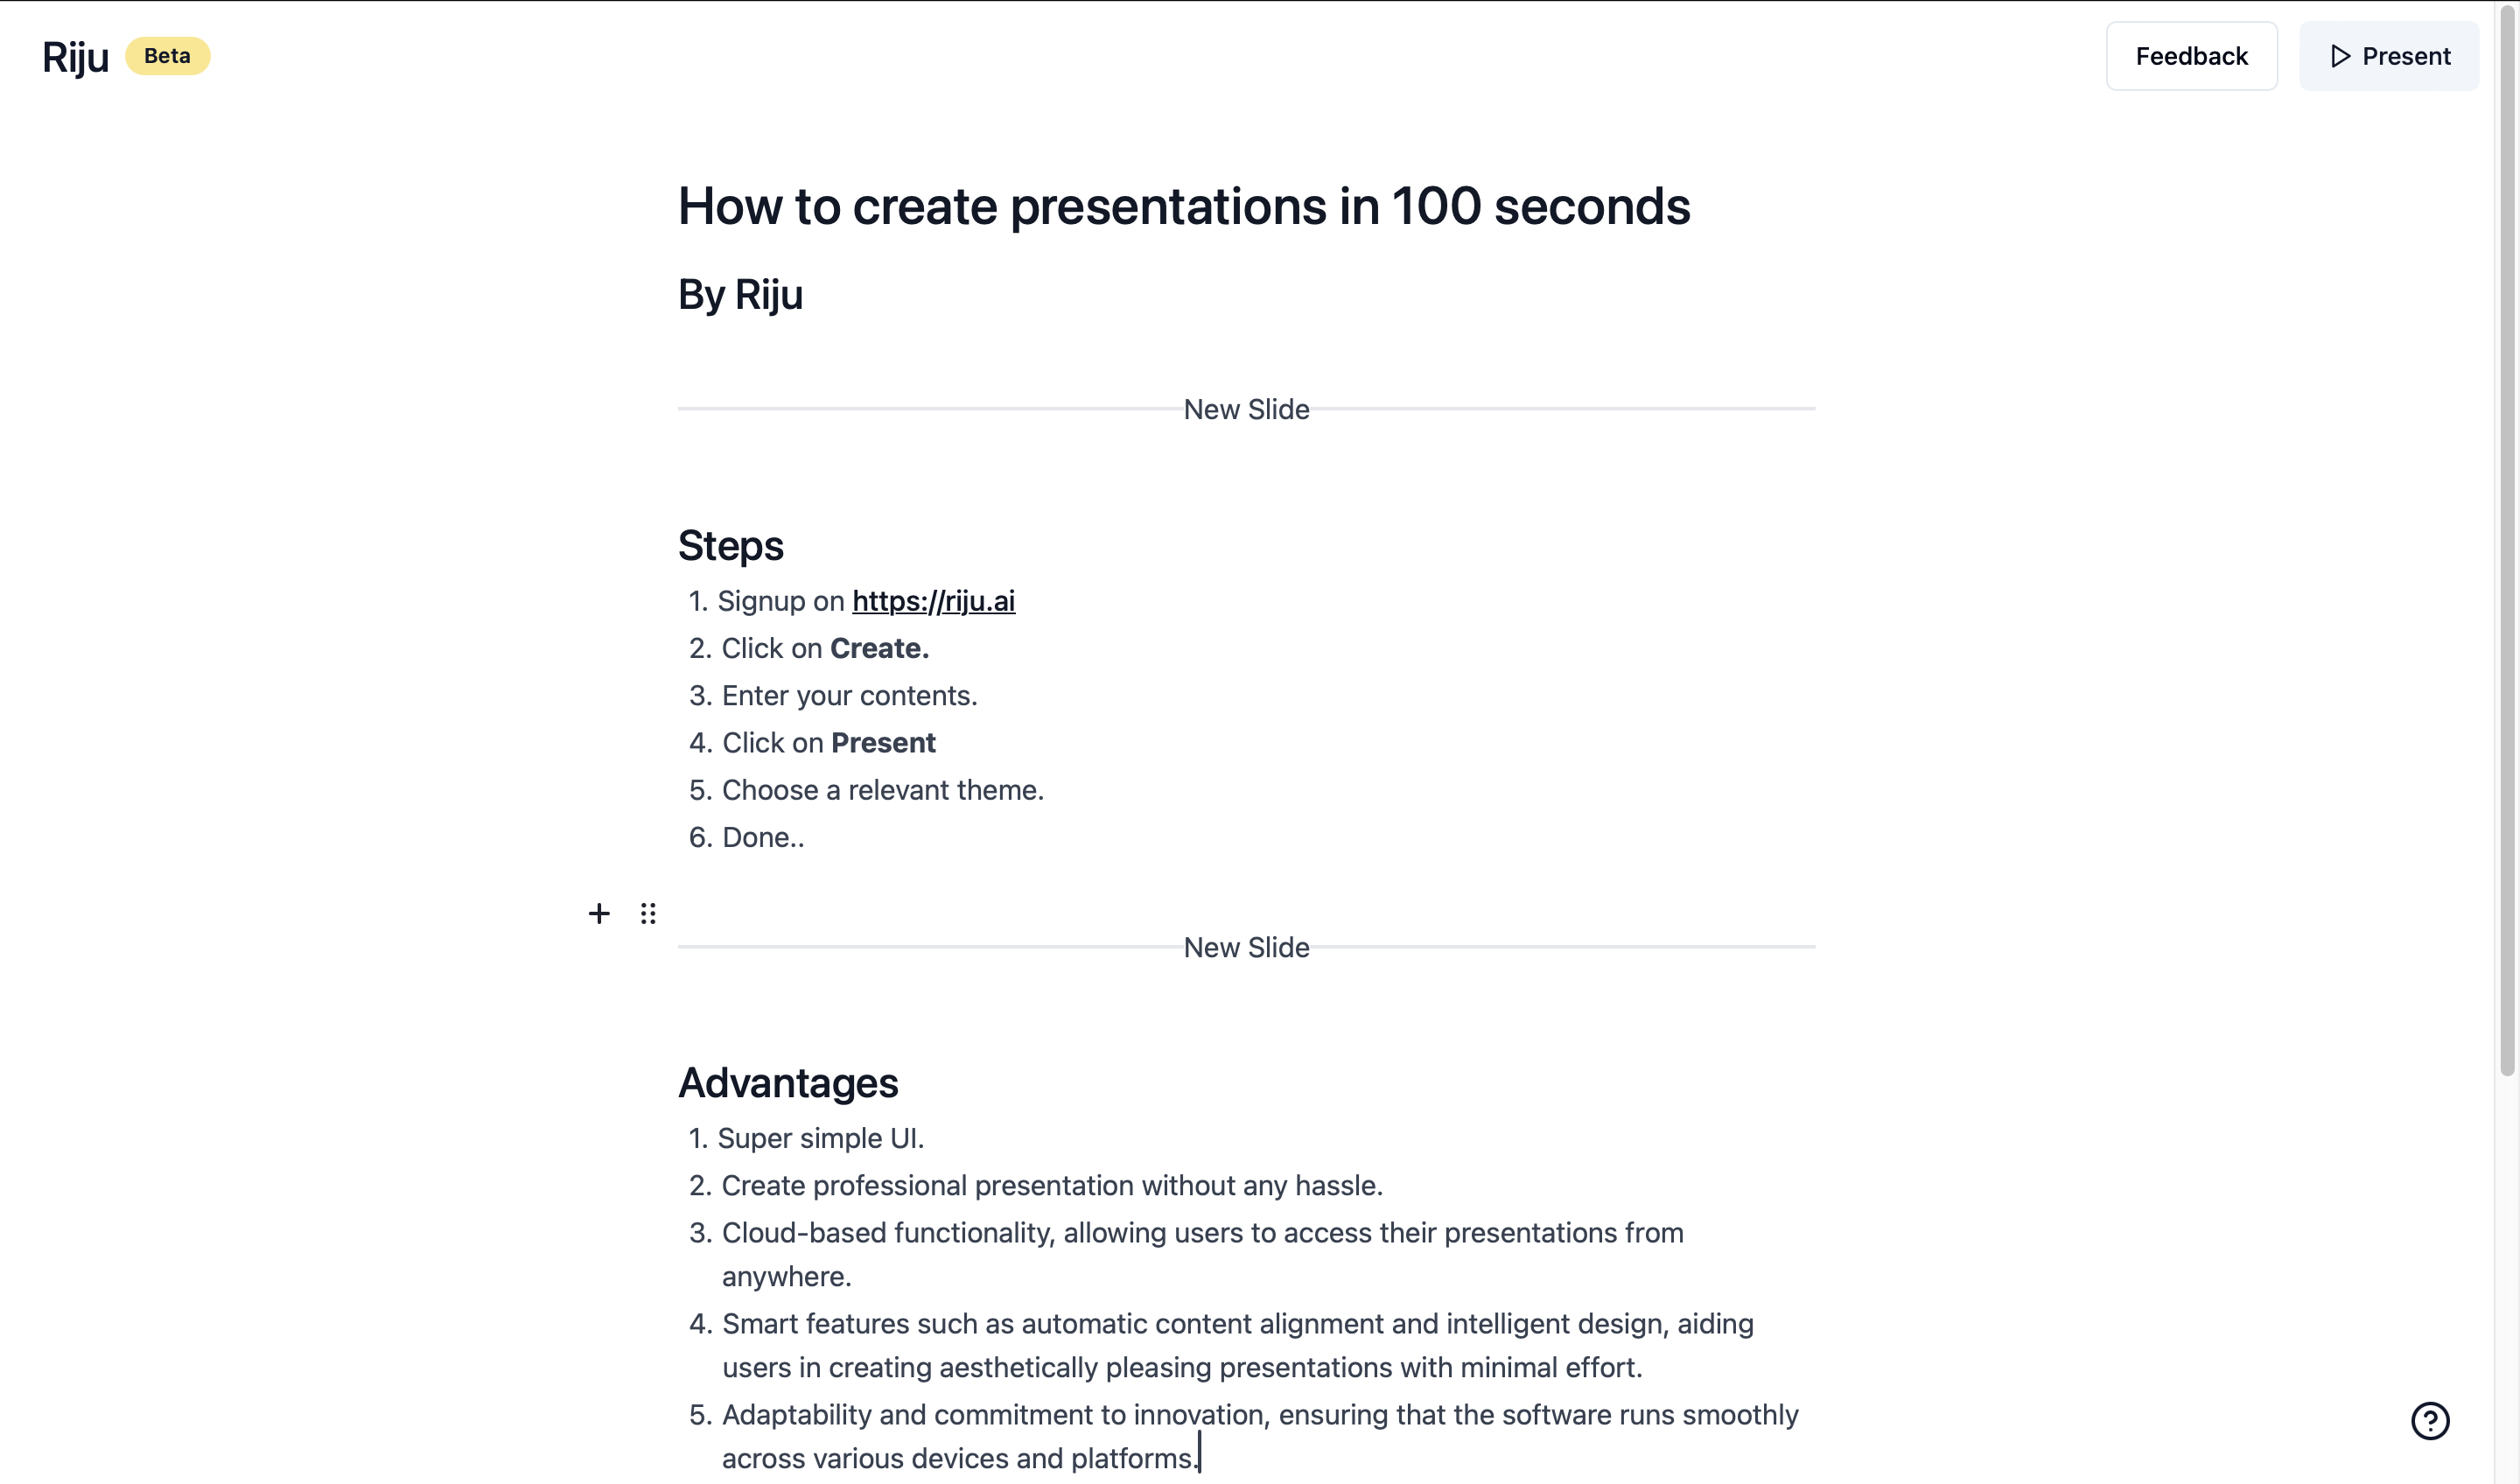 Riju Beta Feedback Present
How to create presentations in 100 seconds
By Riju
New Slide
Steps
1. Signup on https://riju.ai
2. Click on Create.
3. Enter your contents.
4. Click on Present
5. Choose a relevant theme.
6. Done..
New Slide
Advantages
1. Super simple UI.
2. Create professional presentation without any hassle.
3. Cloud-based functionality, allowing users to access their presentations from
anywhere.
4. Smart features such as automatic content alignment and intelligent design, aiding
users in creating aesthetically pleasing presentations with minimal effort.
5. Adaptability and commitment to innovation, ensuring that the software runs smoothly
across various devices and platforms.